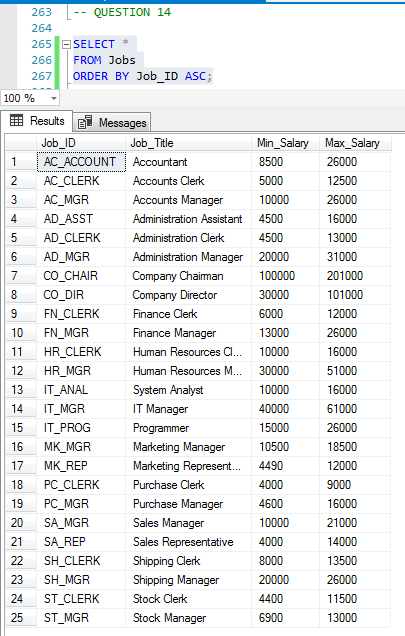 263 -- QUESTION 14
264
265 SELECT *
266 FROM Jobs
267 ORDER BY Job_ID ASC;
100 %
Results Messages
Job_ID Job_Title Min_Salary Max_Salary
1 AC_ACCOUNT Accountant 8500 26000
2 AC_CLERK Accounts Clerk 5000 12500
3 AC_MGR Accounts Manager 10000 26000
4 AD_ASST Administration Assistant 4500 16000
5 AD_CLERK Administration Clerk 4500 13000
6 AD_MGR Administration Manager 20000 31000
7 CO_CHAIR Company Chairman 100000 201000
8 CO_DIR Company Director 30000 101000
9 FN_CLERK Finance Clerk 6000 12000
10 FN_MGR Finance Manager 13000 26000
11 HR_CLERK Human Resources Cl... 10000 16000
12 HR_MGR Human Resources M... 30000 51000
13 IT_ANAL System Analyst 10000 16000
14 IT_MGR IT Manager 40000 61000
15 IT_PROG Programmer 15000 26000
16 MK_MGR Marketing Manager 10500 18500
17 MK_REP Marketing Represent... 4490 12000
18 PC_CLERK Purchase Clerk 4000 9000
19 PC_MGR Purchase Manager 4600 16000
20 SA_MGR Sales Manager 10000 21000
21 SA_REP Sales Representative 4000 14000
22 SH_CLERK Shipping Clerk 8000 13500
23 SH_MGR Shipping Manager 20000 26000
24 ST_CLERK Stock Clerk 4400 11500
25 ST_MGR Stock Manager 6900 13000